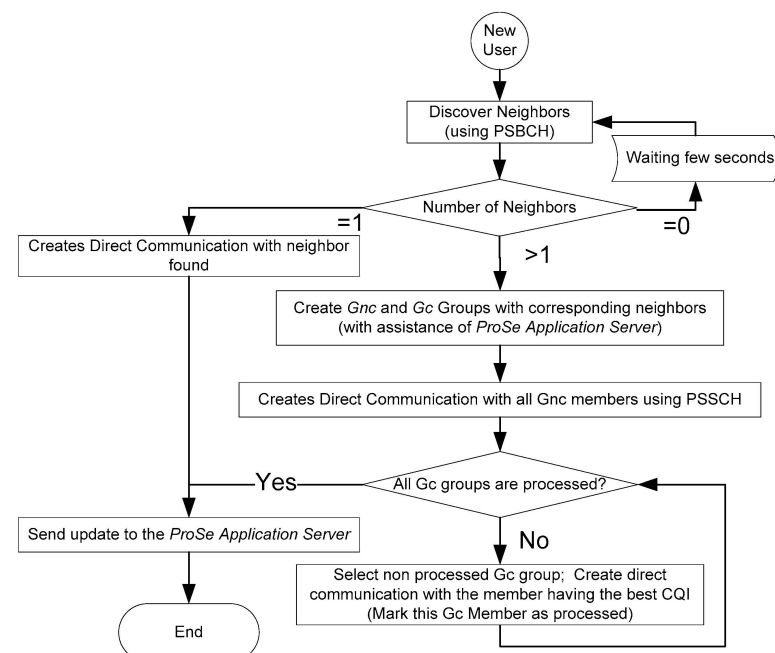 New
User
Discover Neighbors
(using PSBCH)
Waiting few seconds
Number of Neighbors
=1
=0
>1
Creates Direct Communication with neighbor
found
Create Gnc and Gc Groups with corresponding neighbors
(with assistance of ProSe Application Server)
Creates Direct Communication with all Gnc members using PSSCH
All Gc groups are processed?
Yes
No
Send update to the ProSe Application Server
Select non processed Gc group; Create direct
communication with the member having the best CQI
(Mark this Gc Member as processed)
End